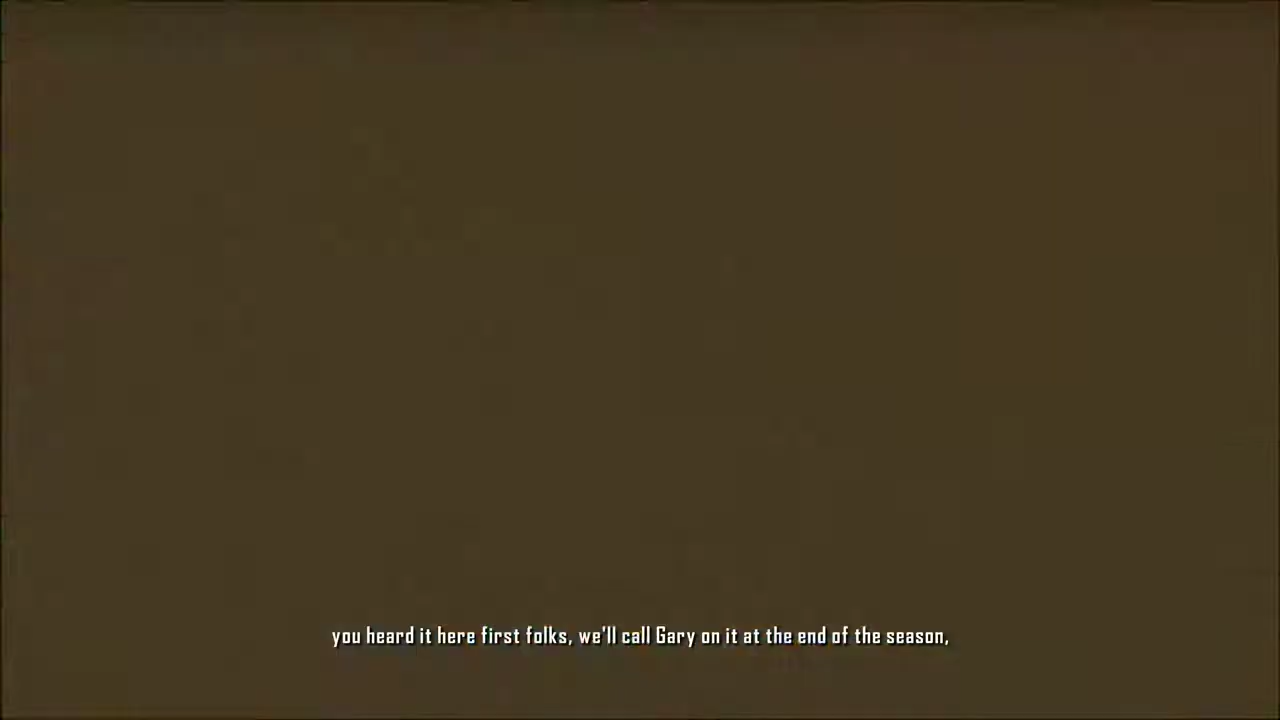 you heard it here first folks, we'll call Gary on it at the end of the season,